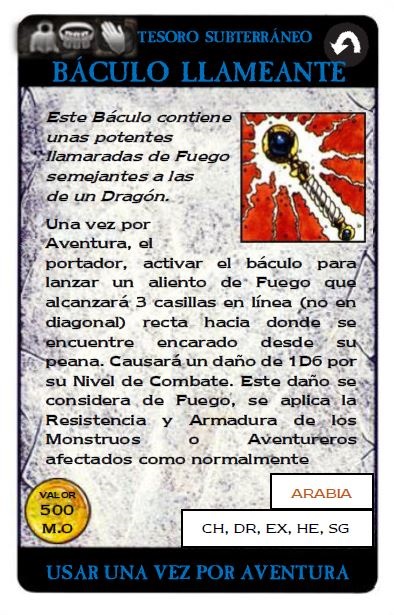 TESORO SUBTERRÁNEO
BÁCULO LLAMEANTE
Este Báculo contiene
unas potentes
llamaradas de Fuego
semejantes a las
de un Dragón.
Una vez por
Aventura, el
portador, activar el báculo para
lanzar un aliento de Fuego que
alcanzará 3 casillas en línea (no en
diagonal) recta hacia donde se
encuentre encarado desde su
peana. Causará un daño de 1D6 por
su Nivel de Combate. Este daño se
considera de Fuego, se aplica la
Resistencia y Armadura de los
Monstruos o Aventureros
afectados como normalmente
ARABIA
VALOR
500
M.O
CH, DR, EX, HE, SG
USAR UNA VEZ POR AVENTURA